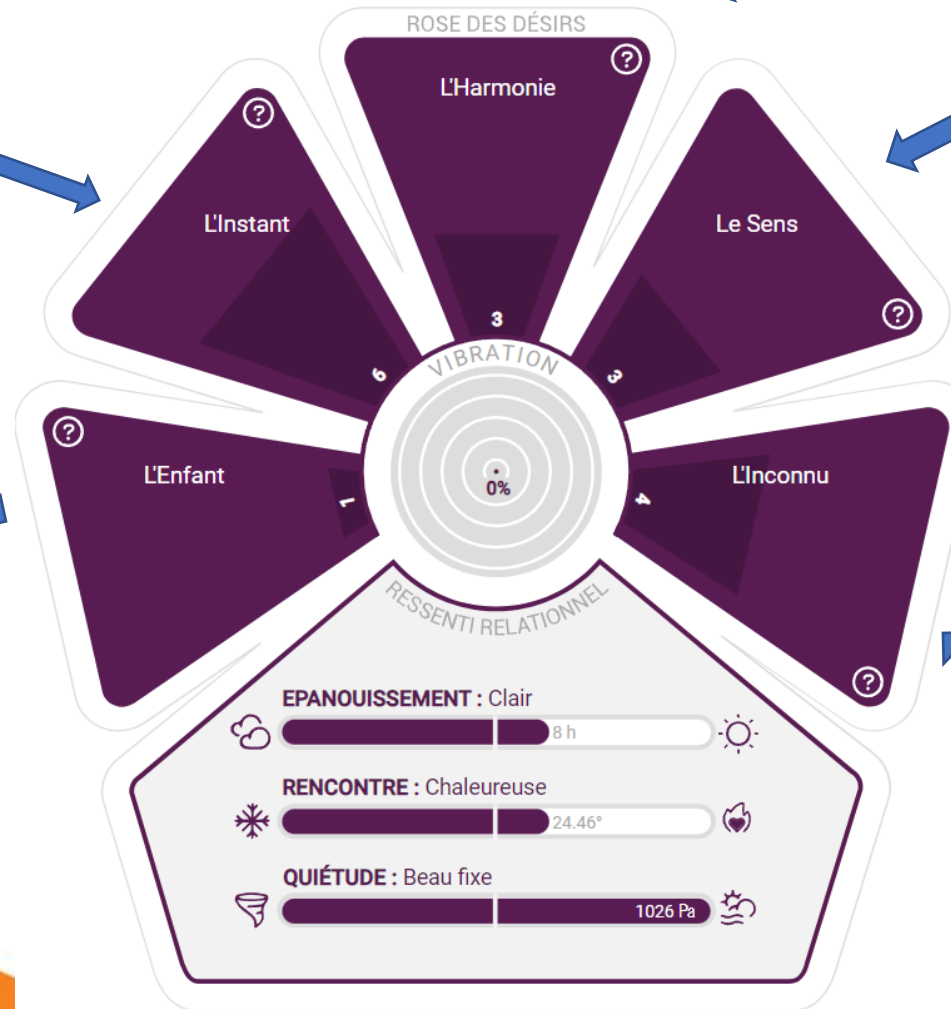 ROSE DES DÉSIRS
?
L'Harmonie
3
?
L'Instant
6
Le Sens
?
3
?
L'Enfant
1
L'Inconnu
4
?
VIBRATION
0%
RESSENTI RELATIONNEL
EPANOUISSEMENT : Clair
8 h
RENCONTRE : Chaleureuse
24.46°
QUIÉTUDE : Beau fixe
1026 Pa